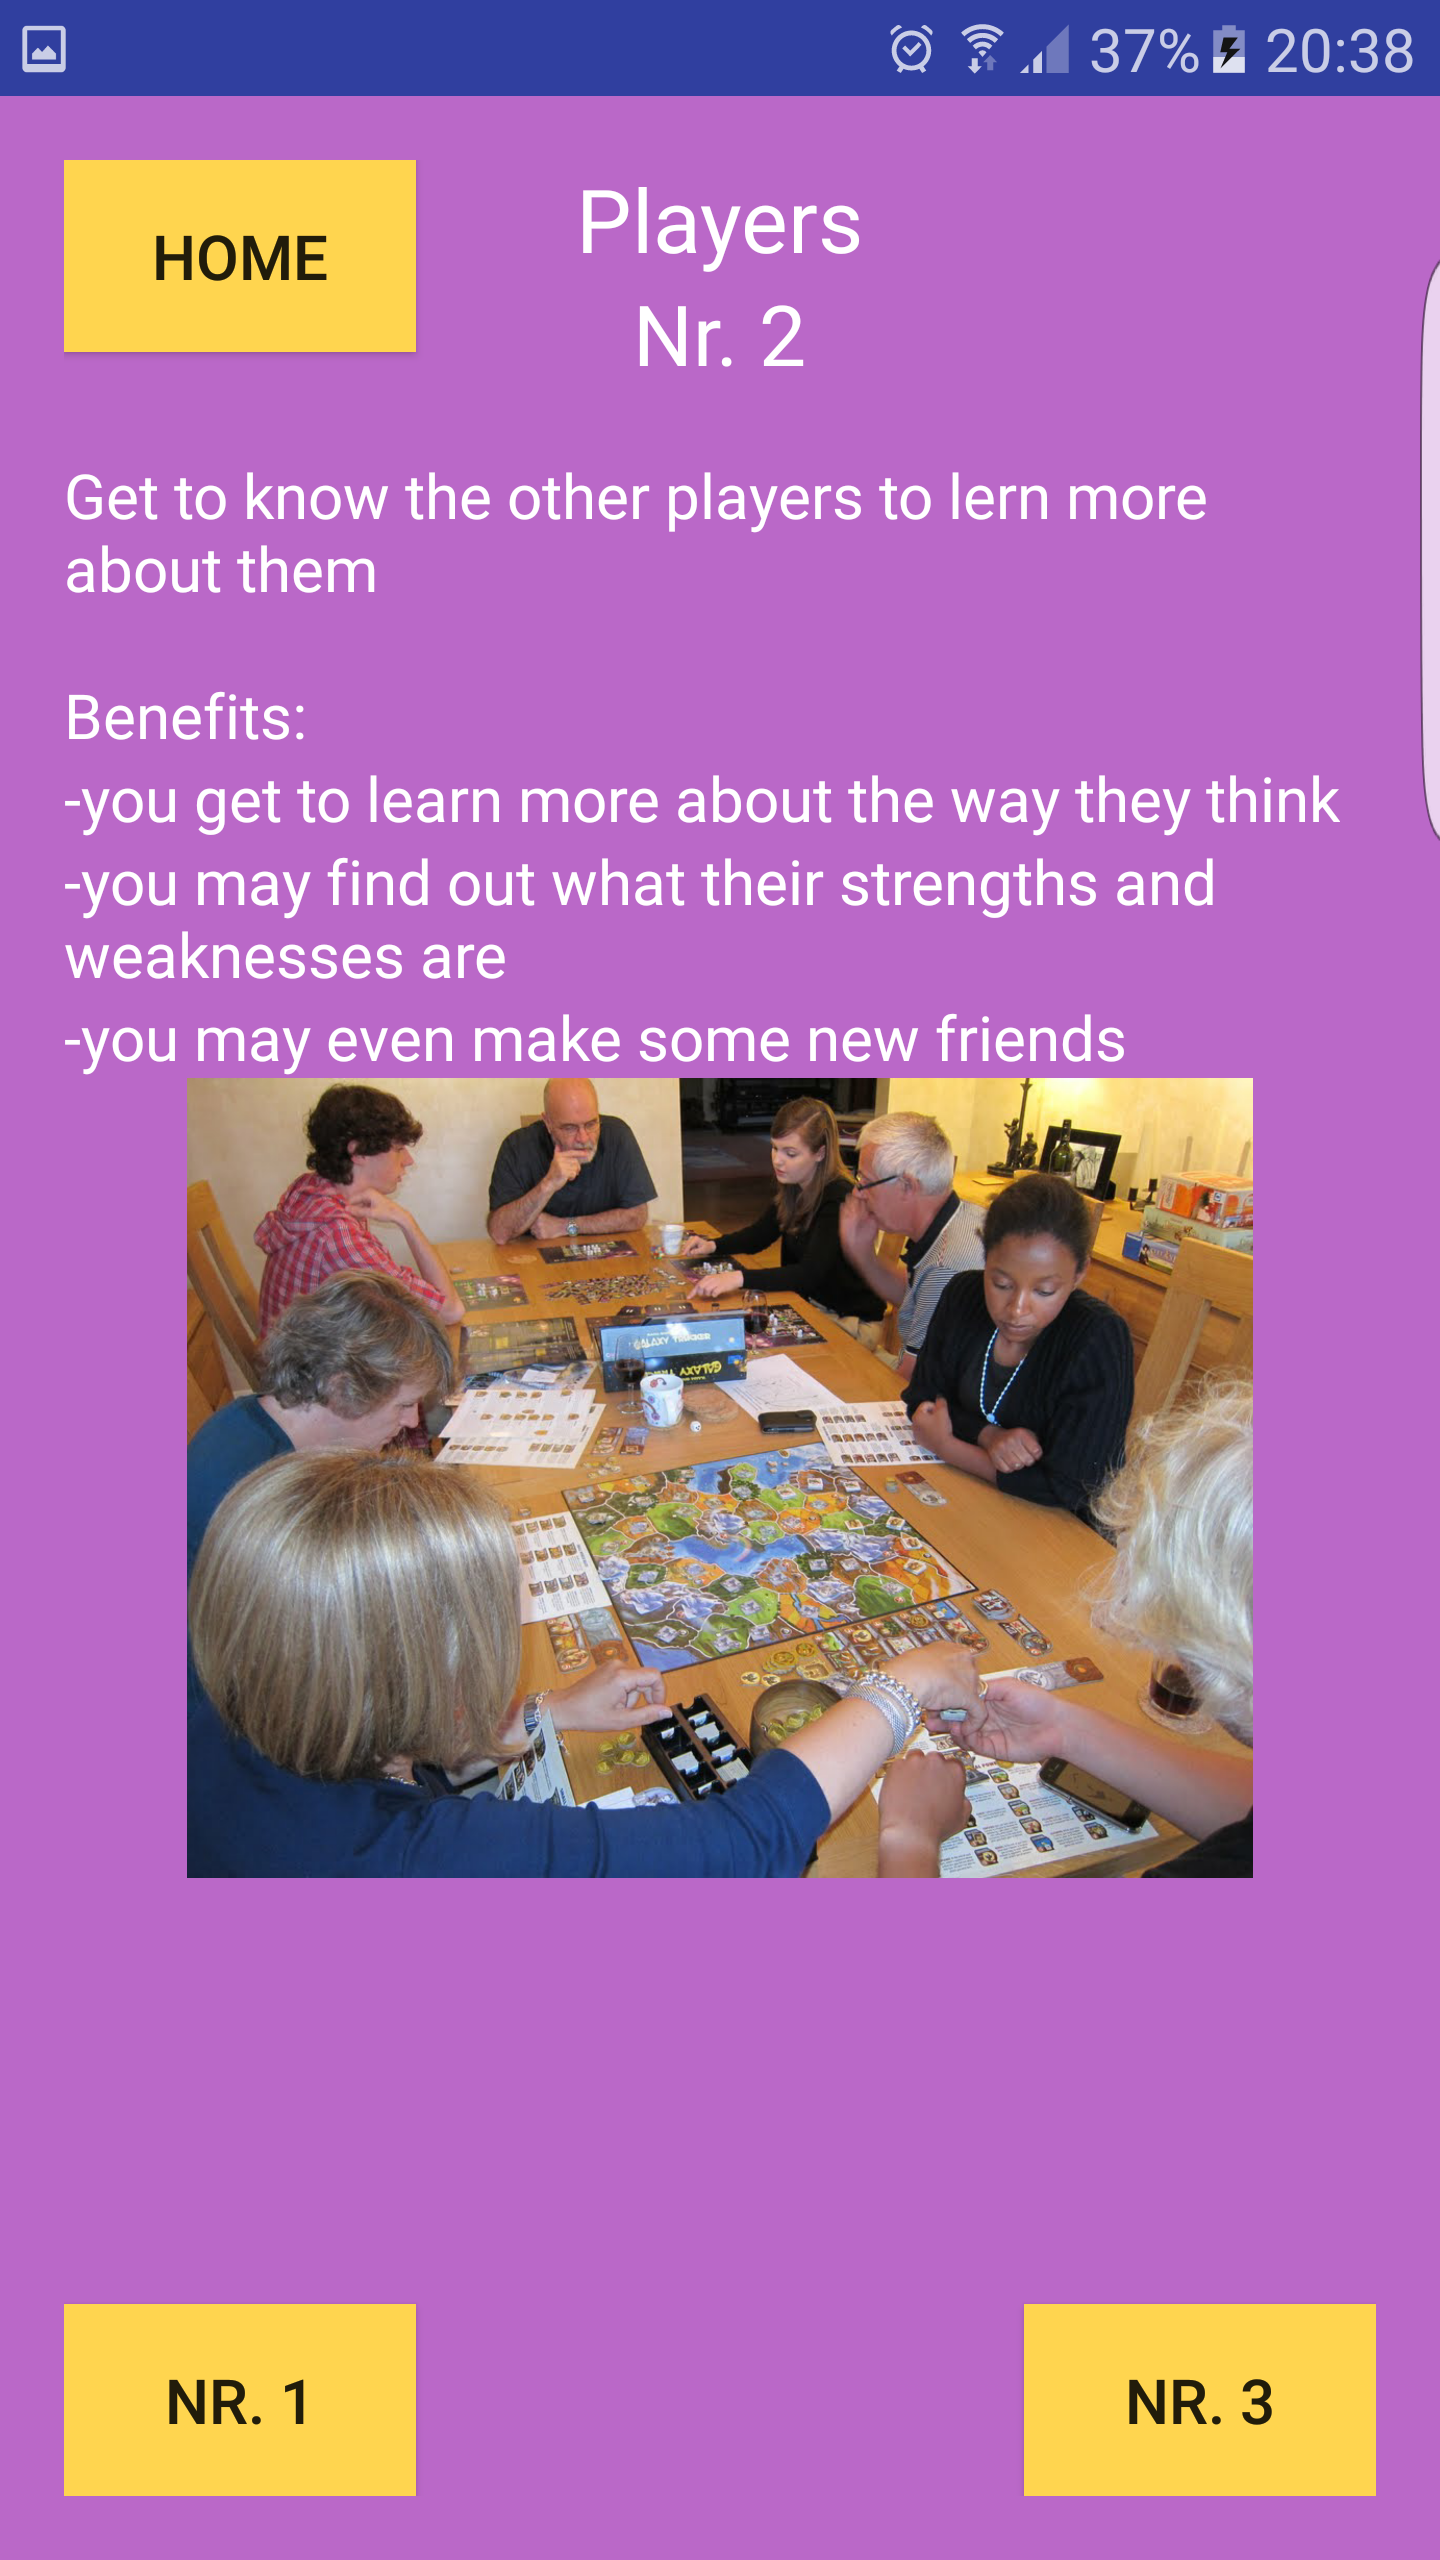 37% 20:38
HOME
Players
Nr. 2
Get to know the other players to lern more
about them
Benefits:
-you get to learn more about the way they think
-you may find out what their strengths and
weaknesses are
-you may even make some new friends
GALAXY TRUCKER
GALAXY
NR. 1
NR. 3